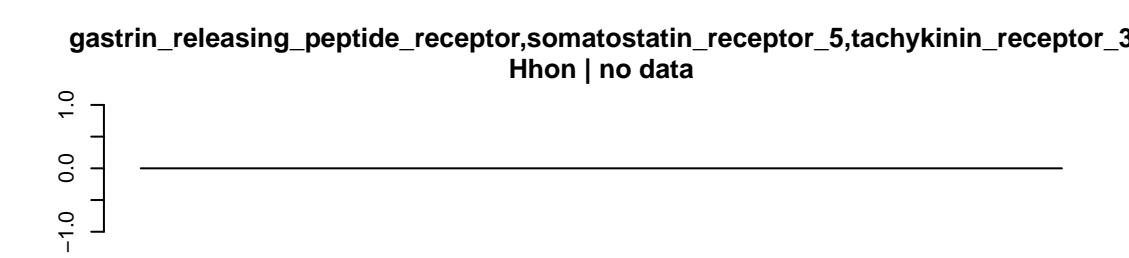 gastrin_releasing_peptide_receptor,somatostatin_receptor_5,tachykinin_receptor_3
Hhon | no data
1.0
0.0
−1.0